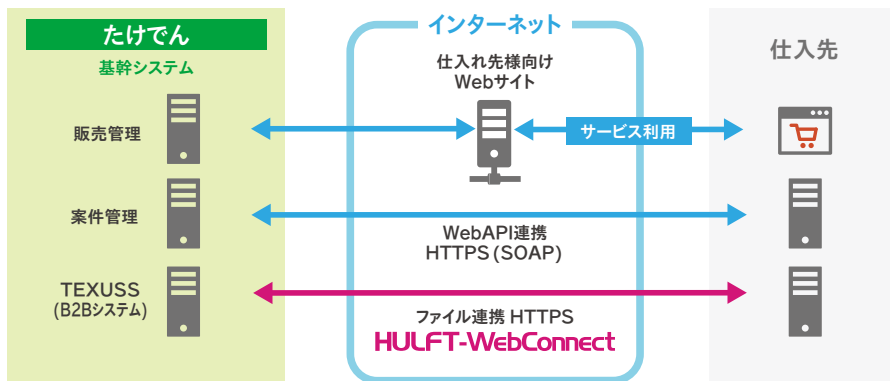 たけでん
基幹システム
販売管理
案件管理
TEXUSS
(B2Bシステム)
インターネット
仕入れ先様向け
Webサイト
サービス利用
WebAPI連携
HTTPS(SOAP)
ファイル連携 HTTPS
HULFT-WebConnect
仕入先